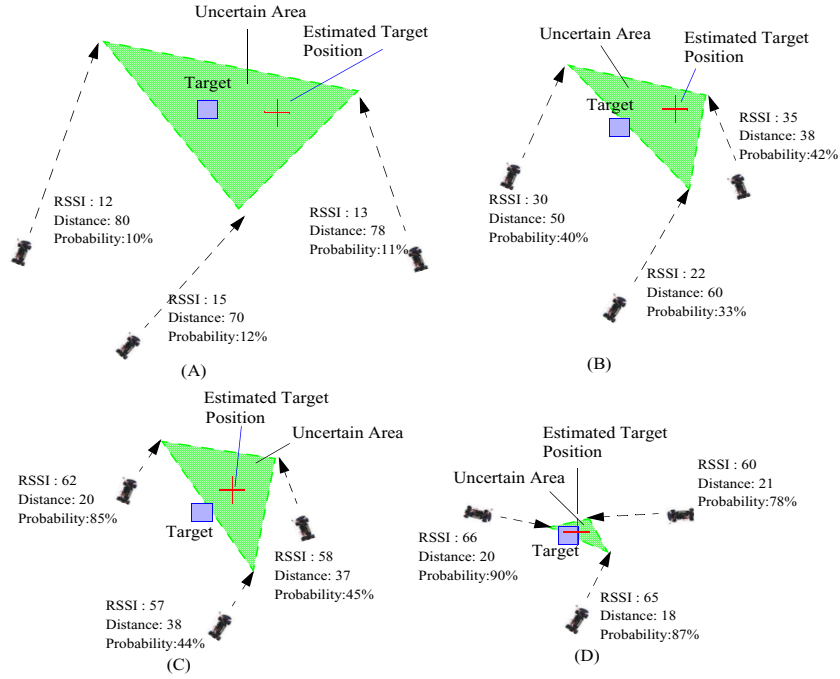 Uncertain Area
Estimated Target
Position
Target
RSSI : 12
Distance: 80
Probability:10%
RSSI : 13
Distance: 78
Probability:11%
RSSI : 15
Distance: 70
Probability:12%
(A)
Uncertain Area
Estimated Target
Position
Target
RSSI : 35
Distance: 38
Probability:42%
RSSI : 30
Distance: 50
Probability:40%
RSSI : 22
Distance: 60
Probability:33%
(B)
Estimated Target
Position
Uncertain Area
RSSI : 62
Distance: 20
Probability:85%
Target
RSSI : 58
Distance: 37
Probability:45%
RSSI : 57
Distance: 38
Probability:44%
(C)
Estimated Target
Position
Uncertain Area
RSSI : 60
Distance: 21
Probability:78%
RSSI : 66
Distance: 20
Probability:90%
Target
RSSI : 65
Distance: 18
Probability:87%
(D)